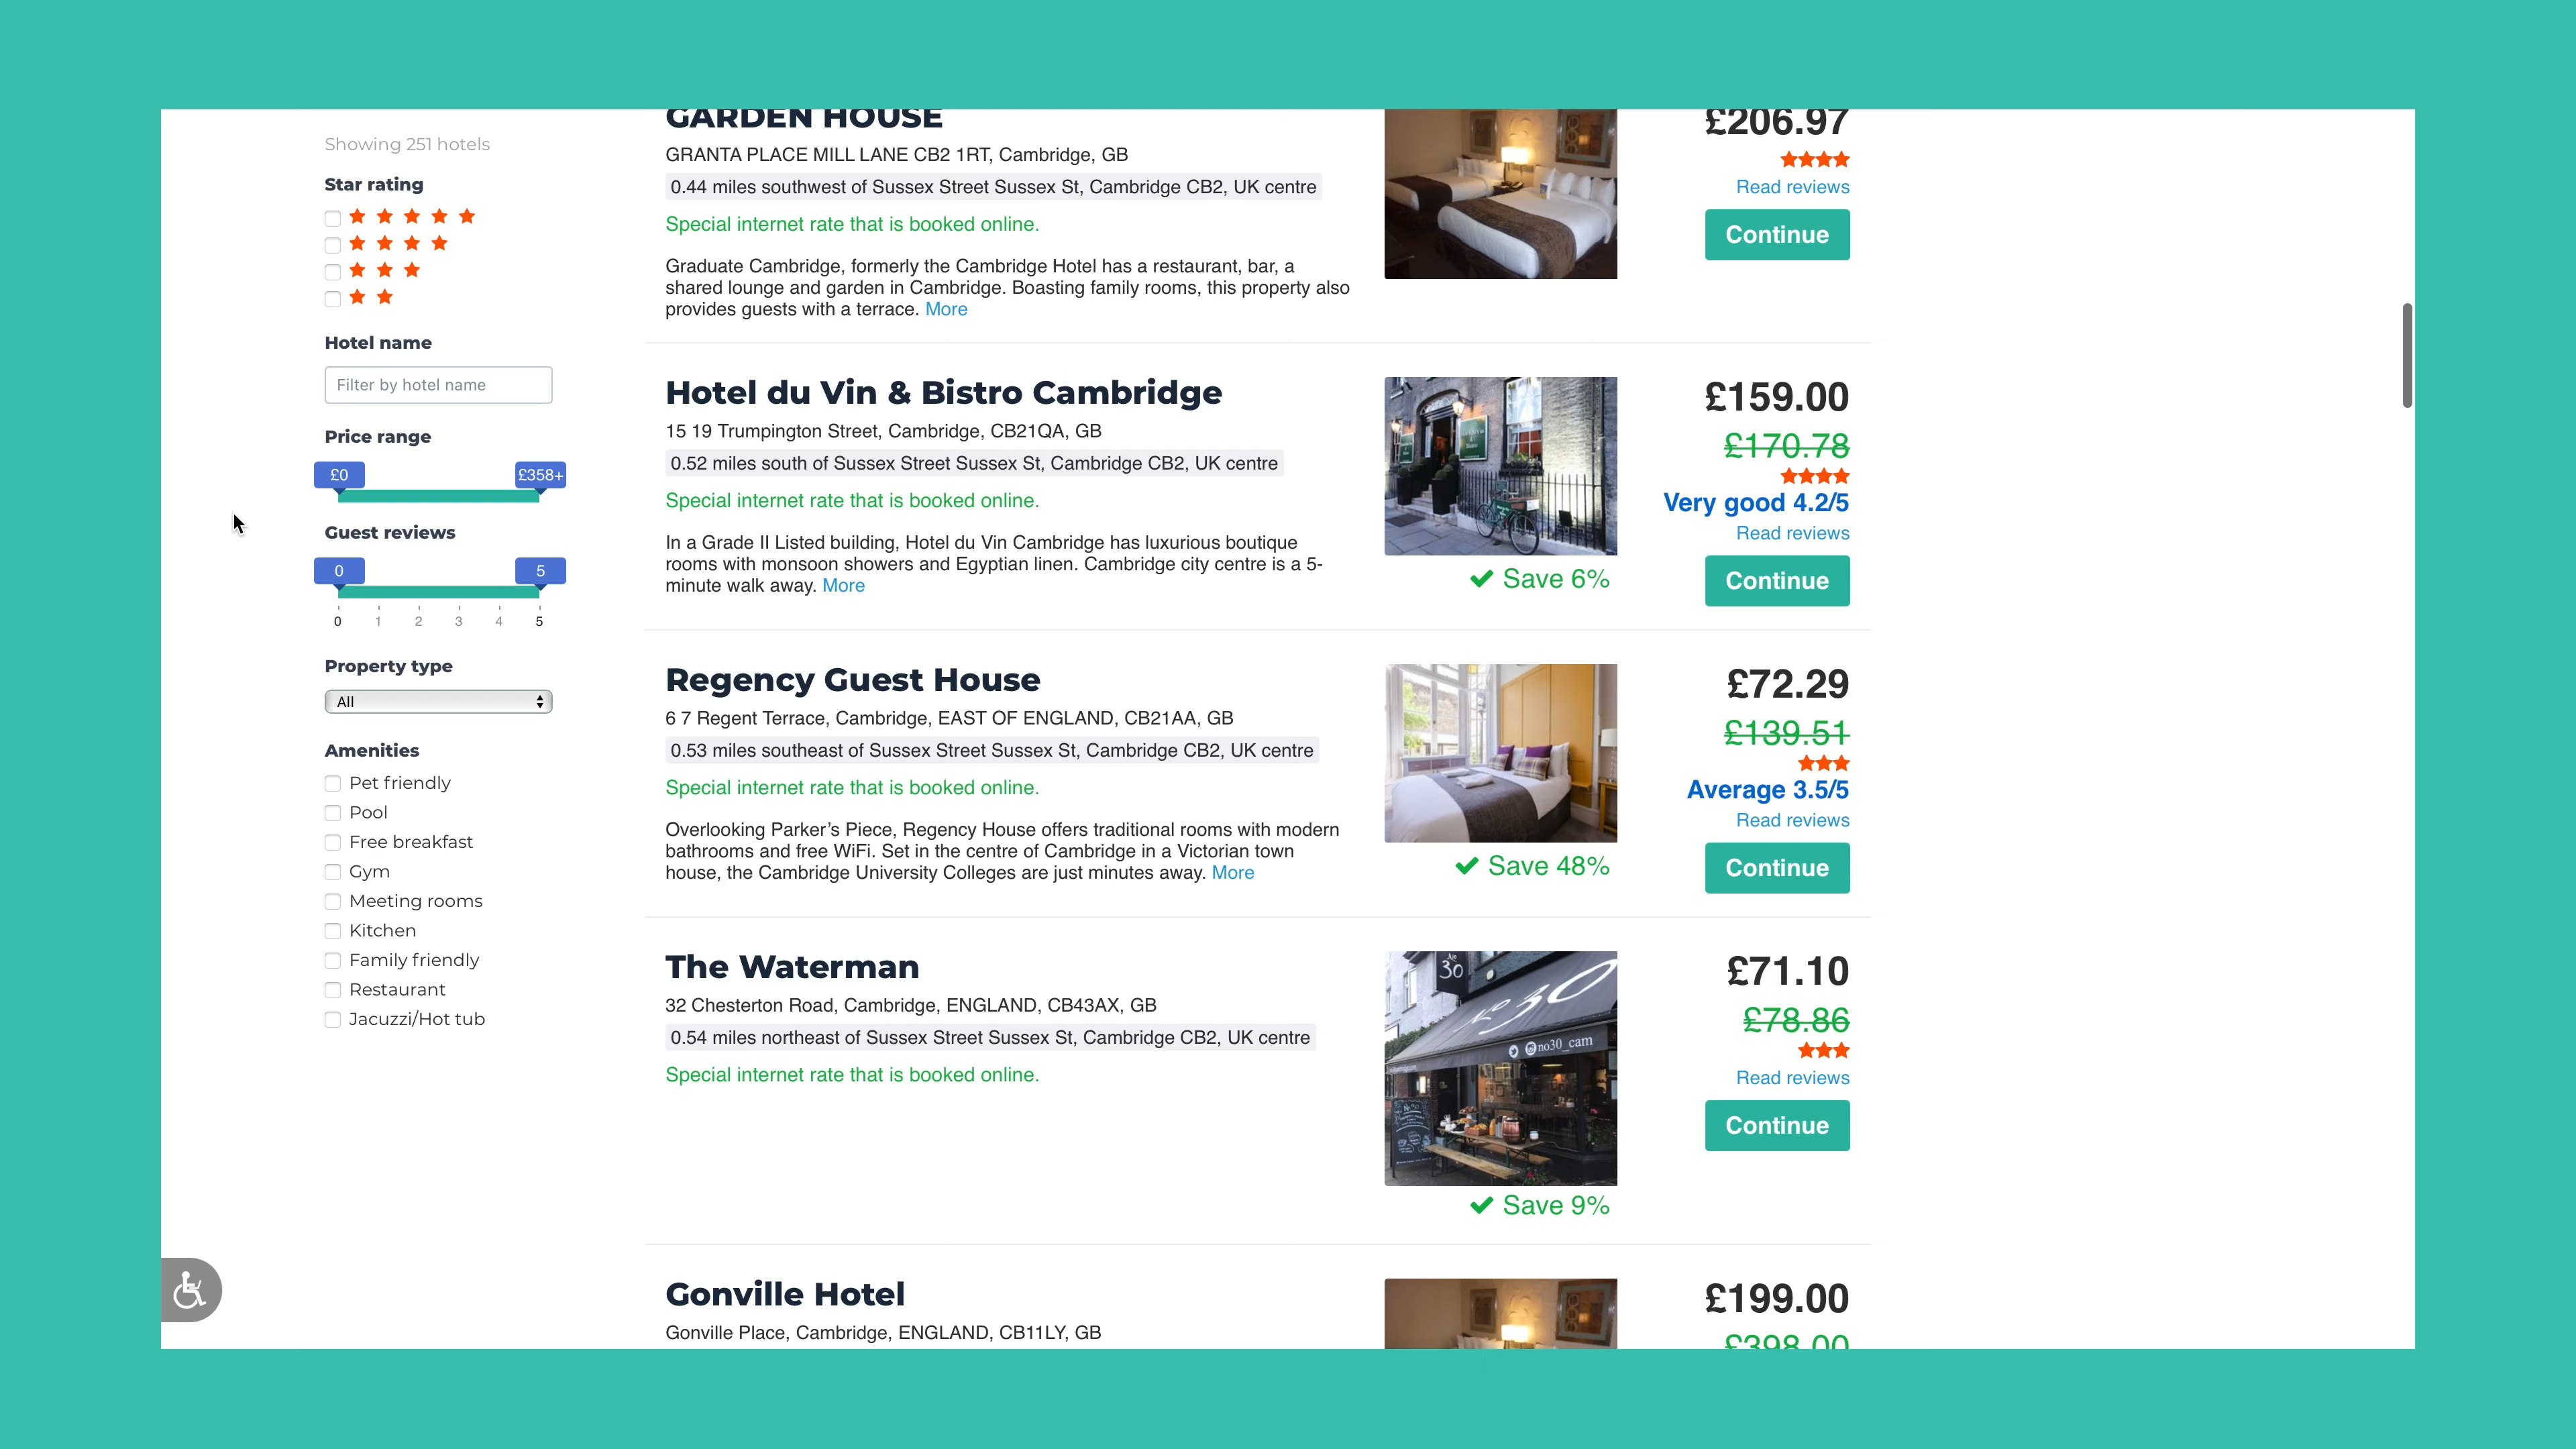 Showing 251 hotels
Star rating
Hotel name
Filter by hotel name
Price range
£0
£358+
Guest reviews
0
5
0 1 2 3 4 5
Property type
All
Amenities
Pet friendly
Pool
Free breakfast
Gym
Meeting rooms
Kitchen
Family friendly
Restaurant
Jacuzzi/Hot tub
GARDEN HOUSE
GRANTA PLACE MILL LANE CB2 1RT, Cambridge, GB
0.44 miles southwest of Sussex Street Sussex St, Cambridge CB2, UK centre
Special internet rate that is booked online.
Graduate Cambridge, formerly the Cambridge Hotel has a restaurant, bar, a
shared lounge and garden in Cambridge. Boasting family rooms, this property also
provides guests with a terrace. More
£206.97
Read reviews
Continue
Hotel du Vin & Bistro Cambridge
15 19 Trumpington Street, Cambridge, CB21QA, GB
0.52 miles south of Sussex Street Sussex St, Cambridge CB2, UK centre
Special internet rate that is booked online.
In a Grade II Listed building, Hotel du Vin Cambridge has luxurious boutique
rooms with monsoon showers and Egyptian linen. Cambridge city centre is a 5-
minute walk away. More
Save 6%
£159.00
£170.78
Very good 4.2/5
Read reviews
Continue
Regency Guest House
6 7 Regent Terrace, Cambridge, EAST OF ENGLAND, CB21AA, GB
0.53 miles southeast of Sussex Street Sussex St, Cambridge CB2, UK centre
Special internet rate that is booked online.
Overlooking Parker's Piece, Regency House offers traditional rooms with modern
bathrooms and free WiFi. Set in the centre of Cambridge in a Victorian town
house, the Cambridge University Colleges are just minutes away. More
Save 48%
£72.29
£139.51
Average 3.5/5
Read reviews
Continue
The Waterman
32 Chesterton Road, Cambridge, ENGLAND, CB43AX, GB
0.54 miles northeast of Sussex Street Sussex St, Cambridge CB2, UK centre
Special internet rate that is booked online.
No
30
No 30
no30_cam
Save 9%
£71.10
£78.86
Read reviews
Continue
Gonville Hotel
Gonville Place, Cambridge, ENGLAND, CB11LY, GB
£199.00
£398.00